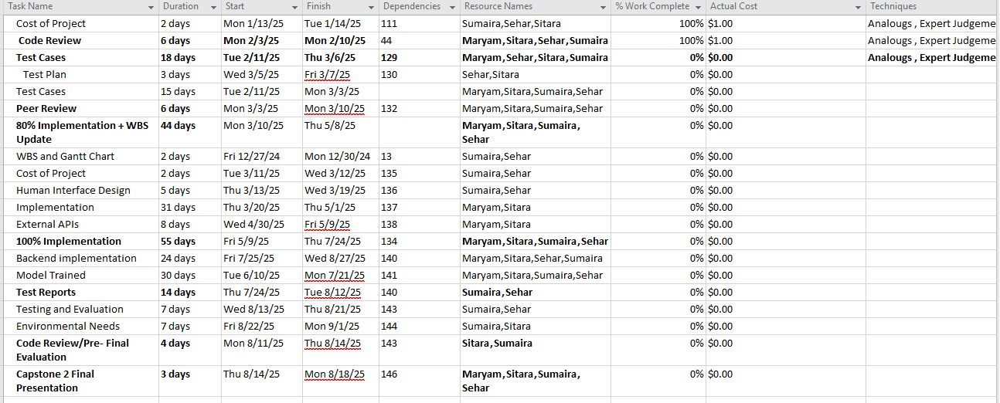 Task Name Duration Start Finish Dependencies Resource Names % Work Complete Actual Cost Techniques
Cost of Project 2 days Mon 1/13/25 Tue 1/14/25 111 Sumaira,Sehar,Sitara 100% $1.00 Analougs , Expert Judgeme
Code Review 6 days Mon 2/3/25 Mon 2/10/25 44 Maryam,Sitara,Sehar,Sumaira 100% $1.00 Analougs , Expert Judgeme
Test Cases 18 days Tue 2/11/25 Thu 3/6/25 129 Maryam,Sehar,Sitara,Sumaira 0% $0.00 Analougs , Expert Judgeme
Test Plan 3 days Wed 3/5/25 Fri 3/7/25 130 Sehar,Sitara 0% $0.00
Test Cases 15 days Tue 2/11/25 Mon 3/3/25 Maryam,Sitara,Sumaira,Sehar 0% $0.00
Peer Review 6 days Mon 3/3/25 Mon 3/10/25 132 Maryam,Sitara,Sumaira,Sehar 0% $0.00
80% Implementation + WBS 44 days Mon 3/10/25 Thu 5/8/25 Maryam,Sitara,Sumaira, 0% $0.00
Update Sehar
WBS and Gantt Chart 2 days Fri 12/27/24 Mon 12/30/24 13 Sumaira,Sehar 0% $0.00
Cost of Project 2 days Tue 3/11/25 Wed 3/12/25 135 Sumaira,Sehar 0% $0.00
Human Interface Design 5 days Thu 3/13/25 Wed 3/19/25 136 Sumaira,Sehar 0% $0.00
Implementation 31 days Thu 3/20/25 Thu 5/1/25 137 Maryam,Sitara 0% $0.00
External APIs 8 days Wed 4/30/25 Fri 5/9/25 138 Maryam,Sitara 0% $0.00
100% Implementation 55 days Fri 5/9/25 Thu 7/24/25 134 Maryam,Sitara,Sumaira,Sehar 0% $0.00
Backend implementation 24 days Fri 7/25/25 Wed 8/27/25 140 Maryam,Sitara,Sehar,Sumaira 0% $0.00
Model Trained 30 days Tue 6/10/25 Mon 7/21/25 141 Maryam,Sitara,Sumaira,Sehar 0% $0.00
Test Reports 14 days Thu 7/24/25 Tue 8/12/25 140 Sumaira,Sehar 0% $0.00
Testing and Evaluation 7 days Wed 8/13/25 Thu 8/21/25 143 Sumaira,Sehar 0% $0.00
Environmental Needs 7 days Fri 8/22/25 Mon 9/1/25 144 Sumaira,Sitara 0% $0.00
Code Review/Pre- Final 4 days Mon 8/11/25 Thu 8/14/25 143 Sitara,Sumaira 0% $0.00
Evaluation
Capstone 2 Final 3 days Thu 8/14/25 Mon 8/18/25 146 Maryam,Sitara,Sumaira, 0% $0.00
Presentation Sehar